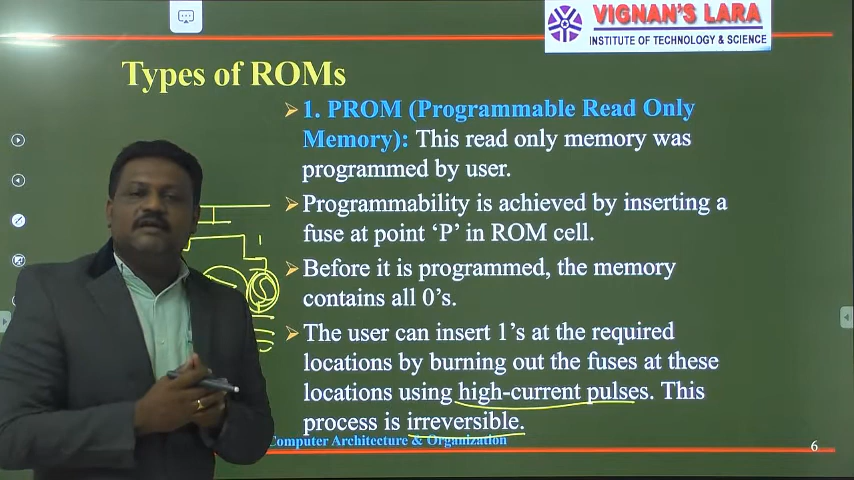 VIGNAN'S LARA
INSTITUTE OF TECHNOLOGY & SCIENCE
Types of ROMs
1. PROM (Programmable Read Only
Memory): This read only memory was
programmed by user.
Programmability is achieved by inserting a
fuse at point ‘P’ in ROM cell.
Before it is programmed, the memory
contains all 0’s.
The user can insert 1’s at the required
locations by burning out the fuses at these
locations using high-current pulses. This
process is irreversible.
Computer Architecture & Organization
6